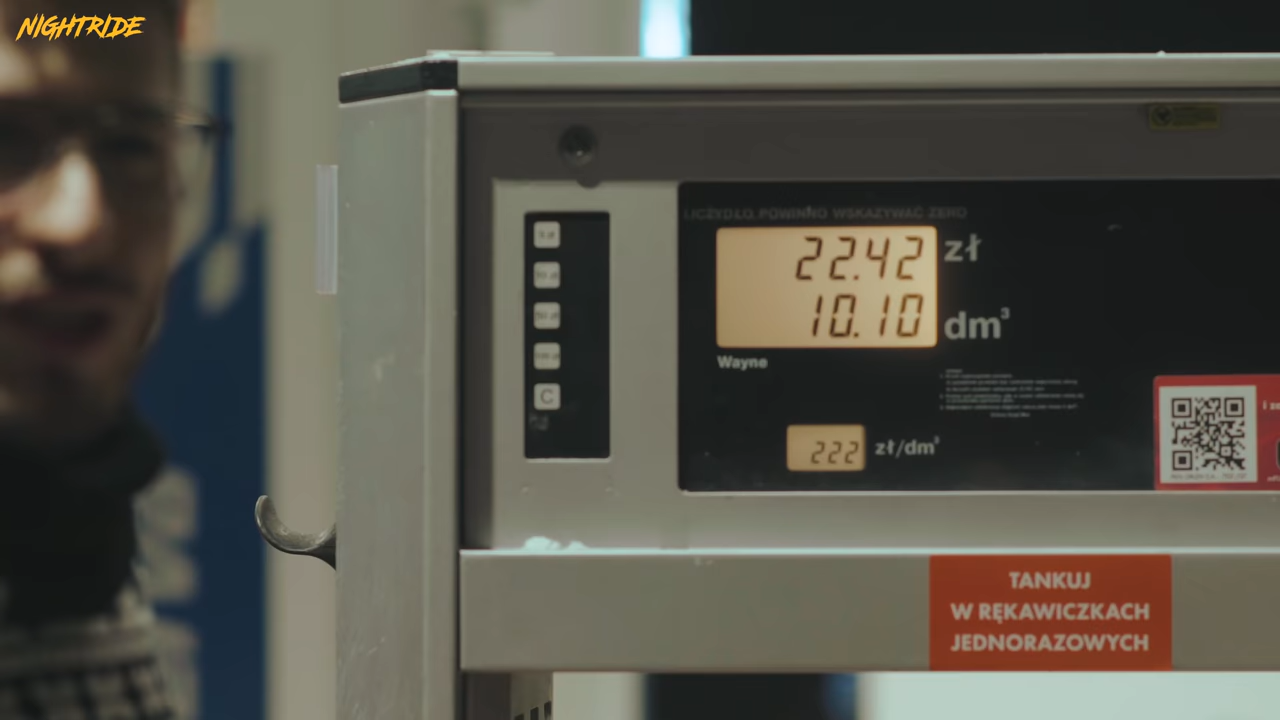 NIGHTRIDE
LICZYDŁO POWINNO WSKAZYWAĆ ZERO
22.42 zł
10.10 dm³
Wayne
222 zł/dm³
C
TANKUJ
W RĘKAWICZKACH
JEDNORAZOWYCH